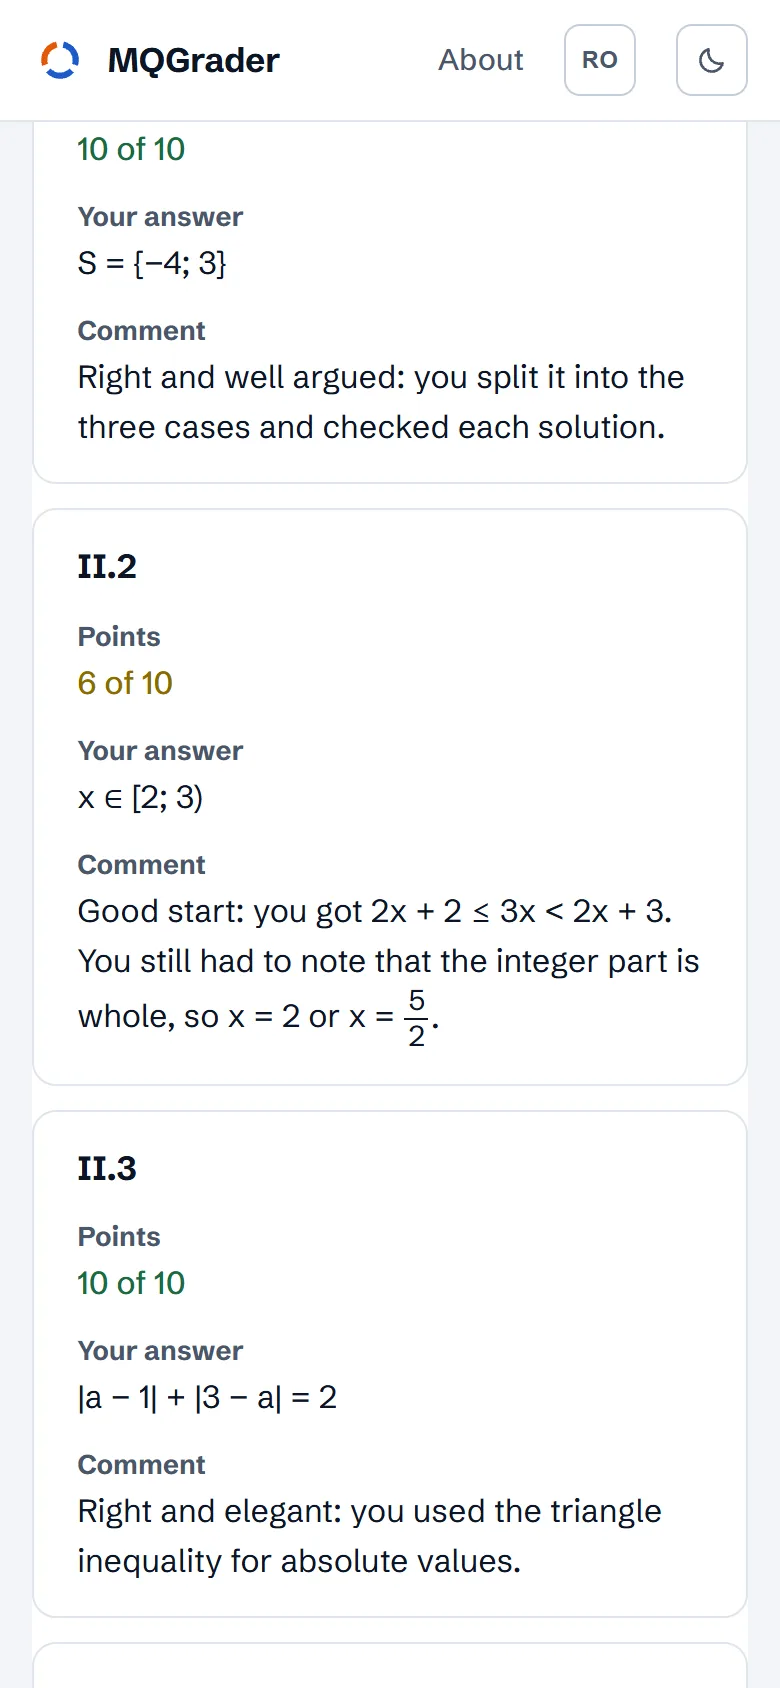 MQGrader
About
RO
10 of 10
Your answer
S = {−4; 3}
Comment
Right and well argued: you split it into the
three cases and checked each solution.
II.2
Points
6 of 10
Your answer
x ∈ [2; 3)
Comment
Good start: you got 2x + 2 ≤ 3x < 2x + 3.
You still had to note that the integer part is
whole, so x = 2 or x = 5/2.
II.3
Points
10 of 10
Your answer
|a − 1| + |3 − a| = 2
Comment
Right and elegant: you used the triangle
inequality for absolute values.